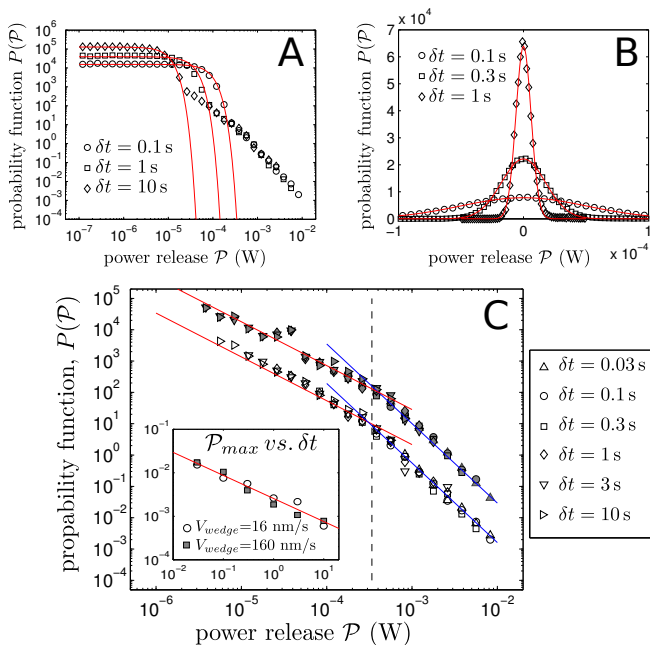 A
probability function P(𝒫)
10^6
10^5
10^4
10^3
10^2
10^1
10^0
10^-1
10^-2
10^-3
10^-4
δt = 0.1 s
δt = 1 s
δt = 10 s
10^-7 10^-6 10^-5 10^-4 10^-3 10^-2
power release 𝒫 (W)
B
probability function P(𝒫)
x 10^4
7
6
5
4
3
2
1
0
δt = 0.1 s
δt = 0.3 s
δt = 1 s
-1 0 1
x 10^-4
power release 𝒫 (W)
C
propability function, P(𝒫)
10^5
10^4
10^3
10^2
10^1
10^0
10^-1
10^-2
10^-3
10^-4
10^-5
10^-6 10^-5 10^-4 10^-3 10^-2
power release 𝒫 (W)
𝒫max vs. δt
10^-1
10^-2
10^-3
10^-4
10^-2 10^-1 10^0 10^1
Vwedge=16 nm/s
Vwedge=160 nm/s
δt = 0.03 s
δt = 0.1 s
δt = 0.3 s
δt = 1 s
δt = 3 s
δt = 10 s